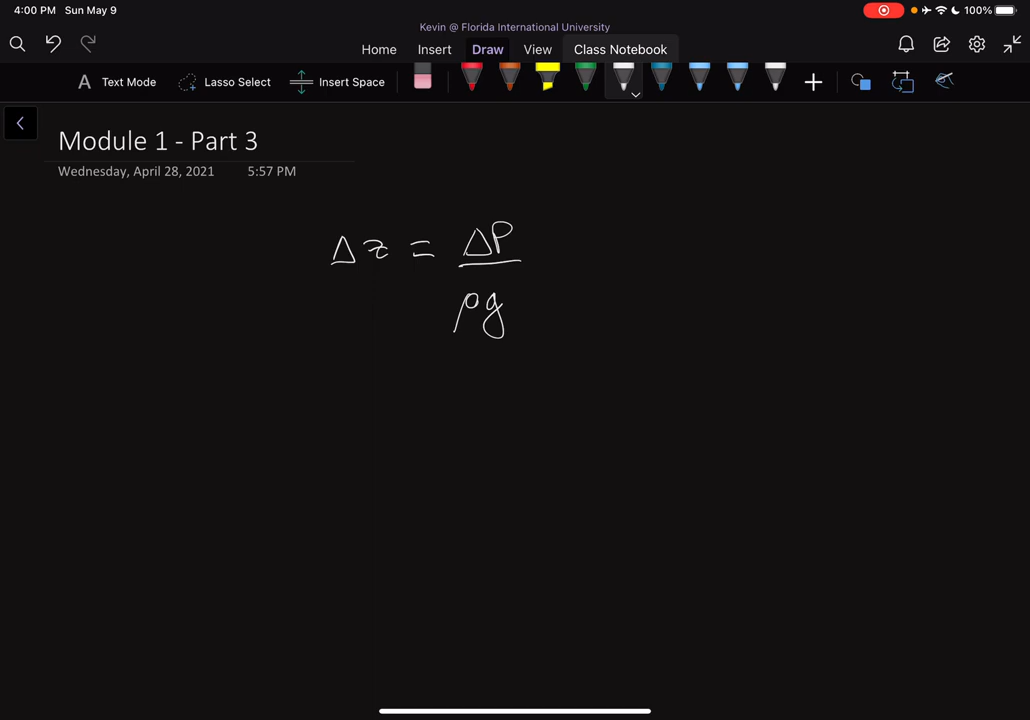 4:00 PM Sun May 9
100%
Kevin @ Florida International University
Home Insert Draw View Class Notebook
A Text Mode Lasso Select Insert Space
Module 1 - Part 3
Wednesday, April 28, 2021 5:57 PM
Δz = ΔP
ρg